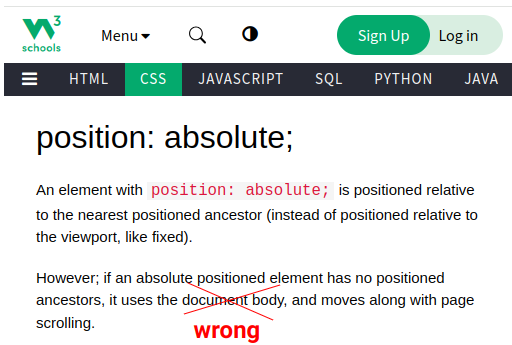 3
schools
Menu
Sign Up
Log in
HTML
CSS
JAVASCRIPT
SQL
PYTHON
JAVA
position: absolute;
An element with position: absolute; is positioned relative
to the nearest positioned ancestor (instead of positioned relative to
the viewport, like fixed).
However; if an absolute positioned element has no positioned
ancestors, it uses the document body, and moves along with page
scrolling.
wrong